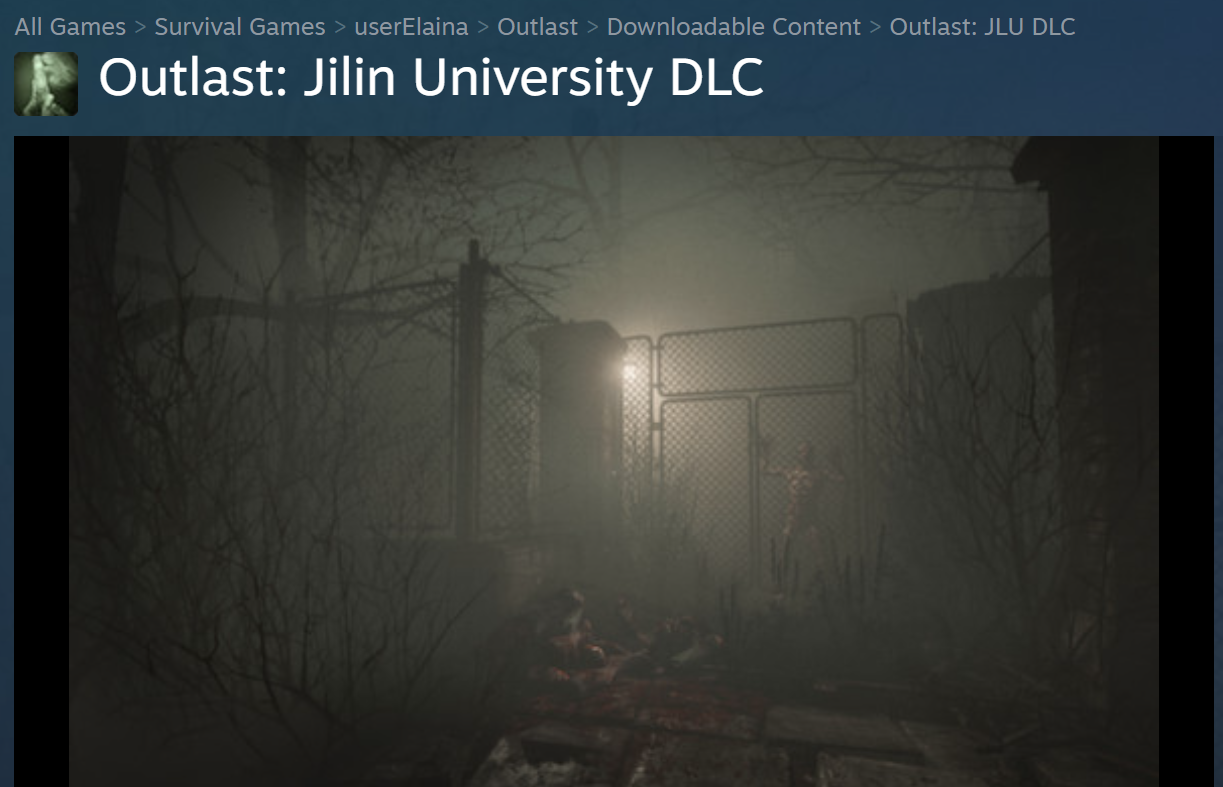 All Games > Survival Games > userElaina > Outlast > Downloadable Content > Outlast: JLU DLC
Outlast: Jilin University DLC